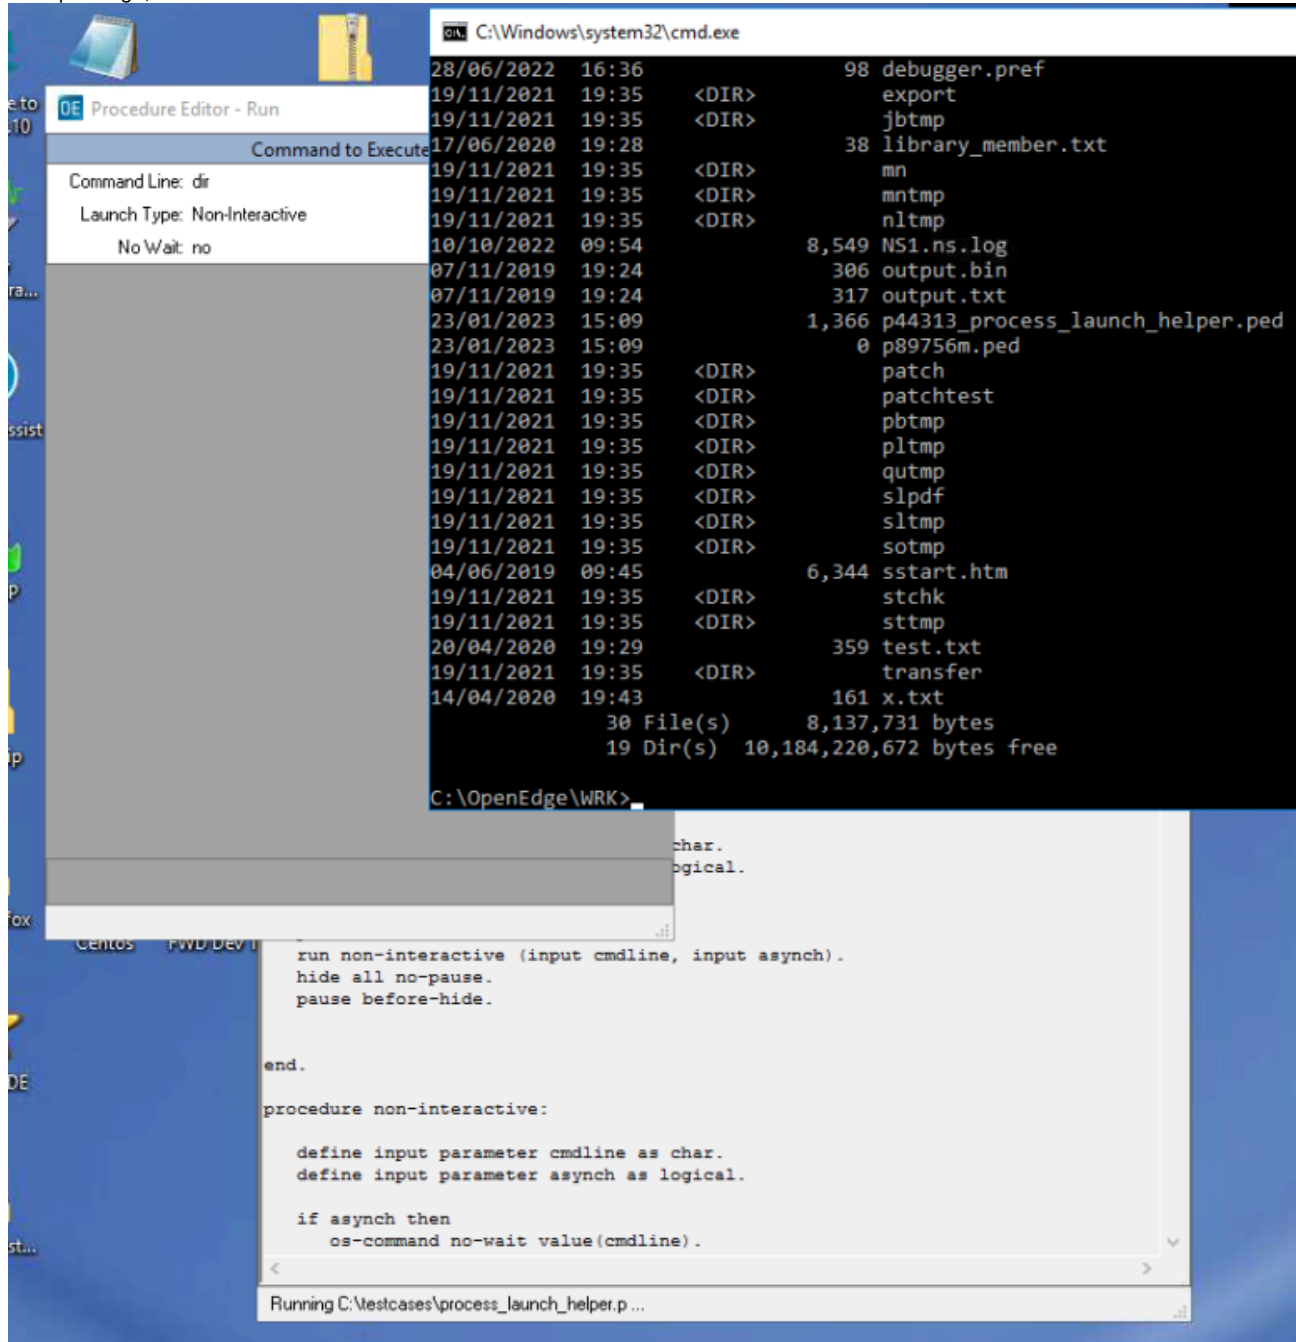 C:\Windows\system32\cmd.exe
28/06/2022 16:36 98 debugger.pref
19/11/2021 19:35 <DIR> export
19/11/2021 19:35 <DIR> jbtmp
17/06/2020 19:28 38 library_member.txt
19/11/2021 19:35 <DIR> mn
19/11/2021 19:35 <DIR> mntmp
19/11/2021 19:35 <DIR> nltmp
10/10/2022 09:54 8,549 NS1.ns.log
07/11/2019 19:24 306 output.bin
07/11/2019 19:24 317 output.txt
23/01/2023 15:09 1,366 p44313_process_launch_helper.ped
23/01/2023 15:09 0 p89756m.ped
19/11/2021 19:35 <DIR> patch
19/11/2021 19:35 <DIR> patchtest
19/11/2021 19:35 <DIR> pbtmp
19/11/2021 19:35 <DIR> pltmp
19/11/2021 19:35 <DIR> qutmp
19/11/2021 19:35 <DIR> slpdf
19/11/2021 19:35 <DIR> sltmp
19/11/2021 19:35 <DIR> sotmp
04/06/2019 09:45 6,344 sstart.htm
19/11/2021 19:35 <DIR> stchk
19/11/2021 19:35 <DIR> sttmp
20/04/2020 19:29 359 test.txt
19/11/2021 19:35 <DIR> transfer
14/04/2020 19:43 161 x.txt
30 File(s) 8,137,731 bytes
19 Dir(s) 10,184,220,672 bytes free
C:\OpenEdge\WRK>
OE Procedure Editor - Run
Command to Execute
Command Line: dir
Launch Type: Non-Interactive
No Wait: no
e to
10
ra...
ssist
P
ip
fox
DE
st...
Centos FWD Dev
char.
ogical.
run non-interactive (input cmdline, input asynch).
hide all no-pause.
pause before-hide.
end.
procedure non-interactive:
define input parameter cmdline as char.
define input parameter asynch as logical.
if asynch then
os-command no-wait value(cmdline).
Running C:\testcases\process_launch_helper.p ...